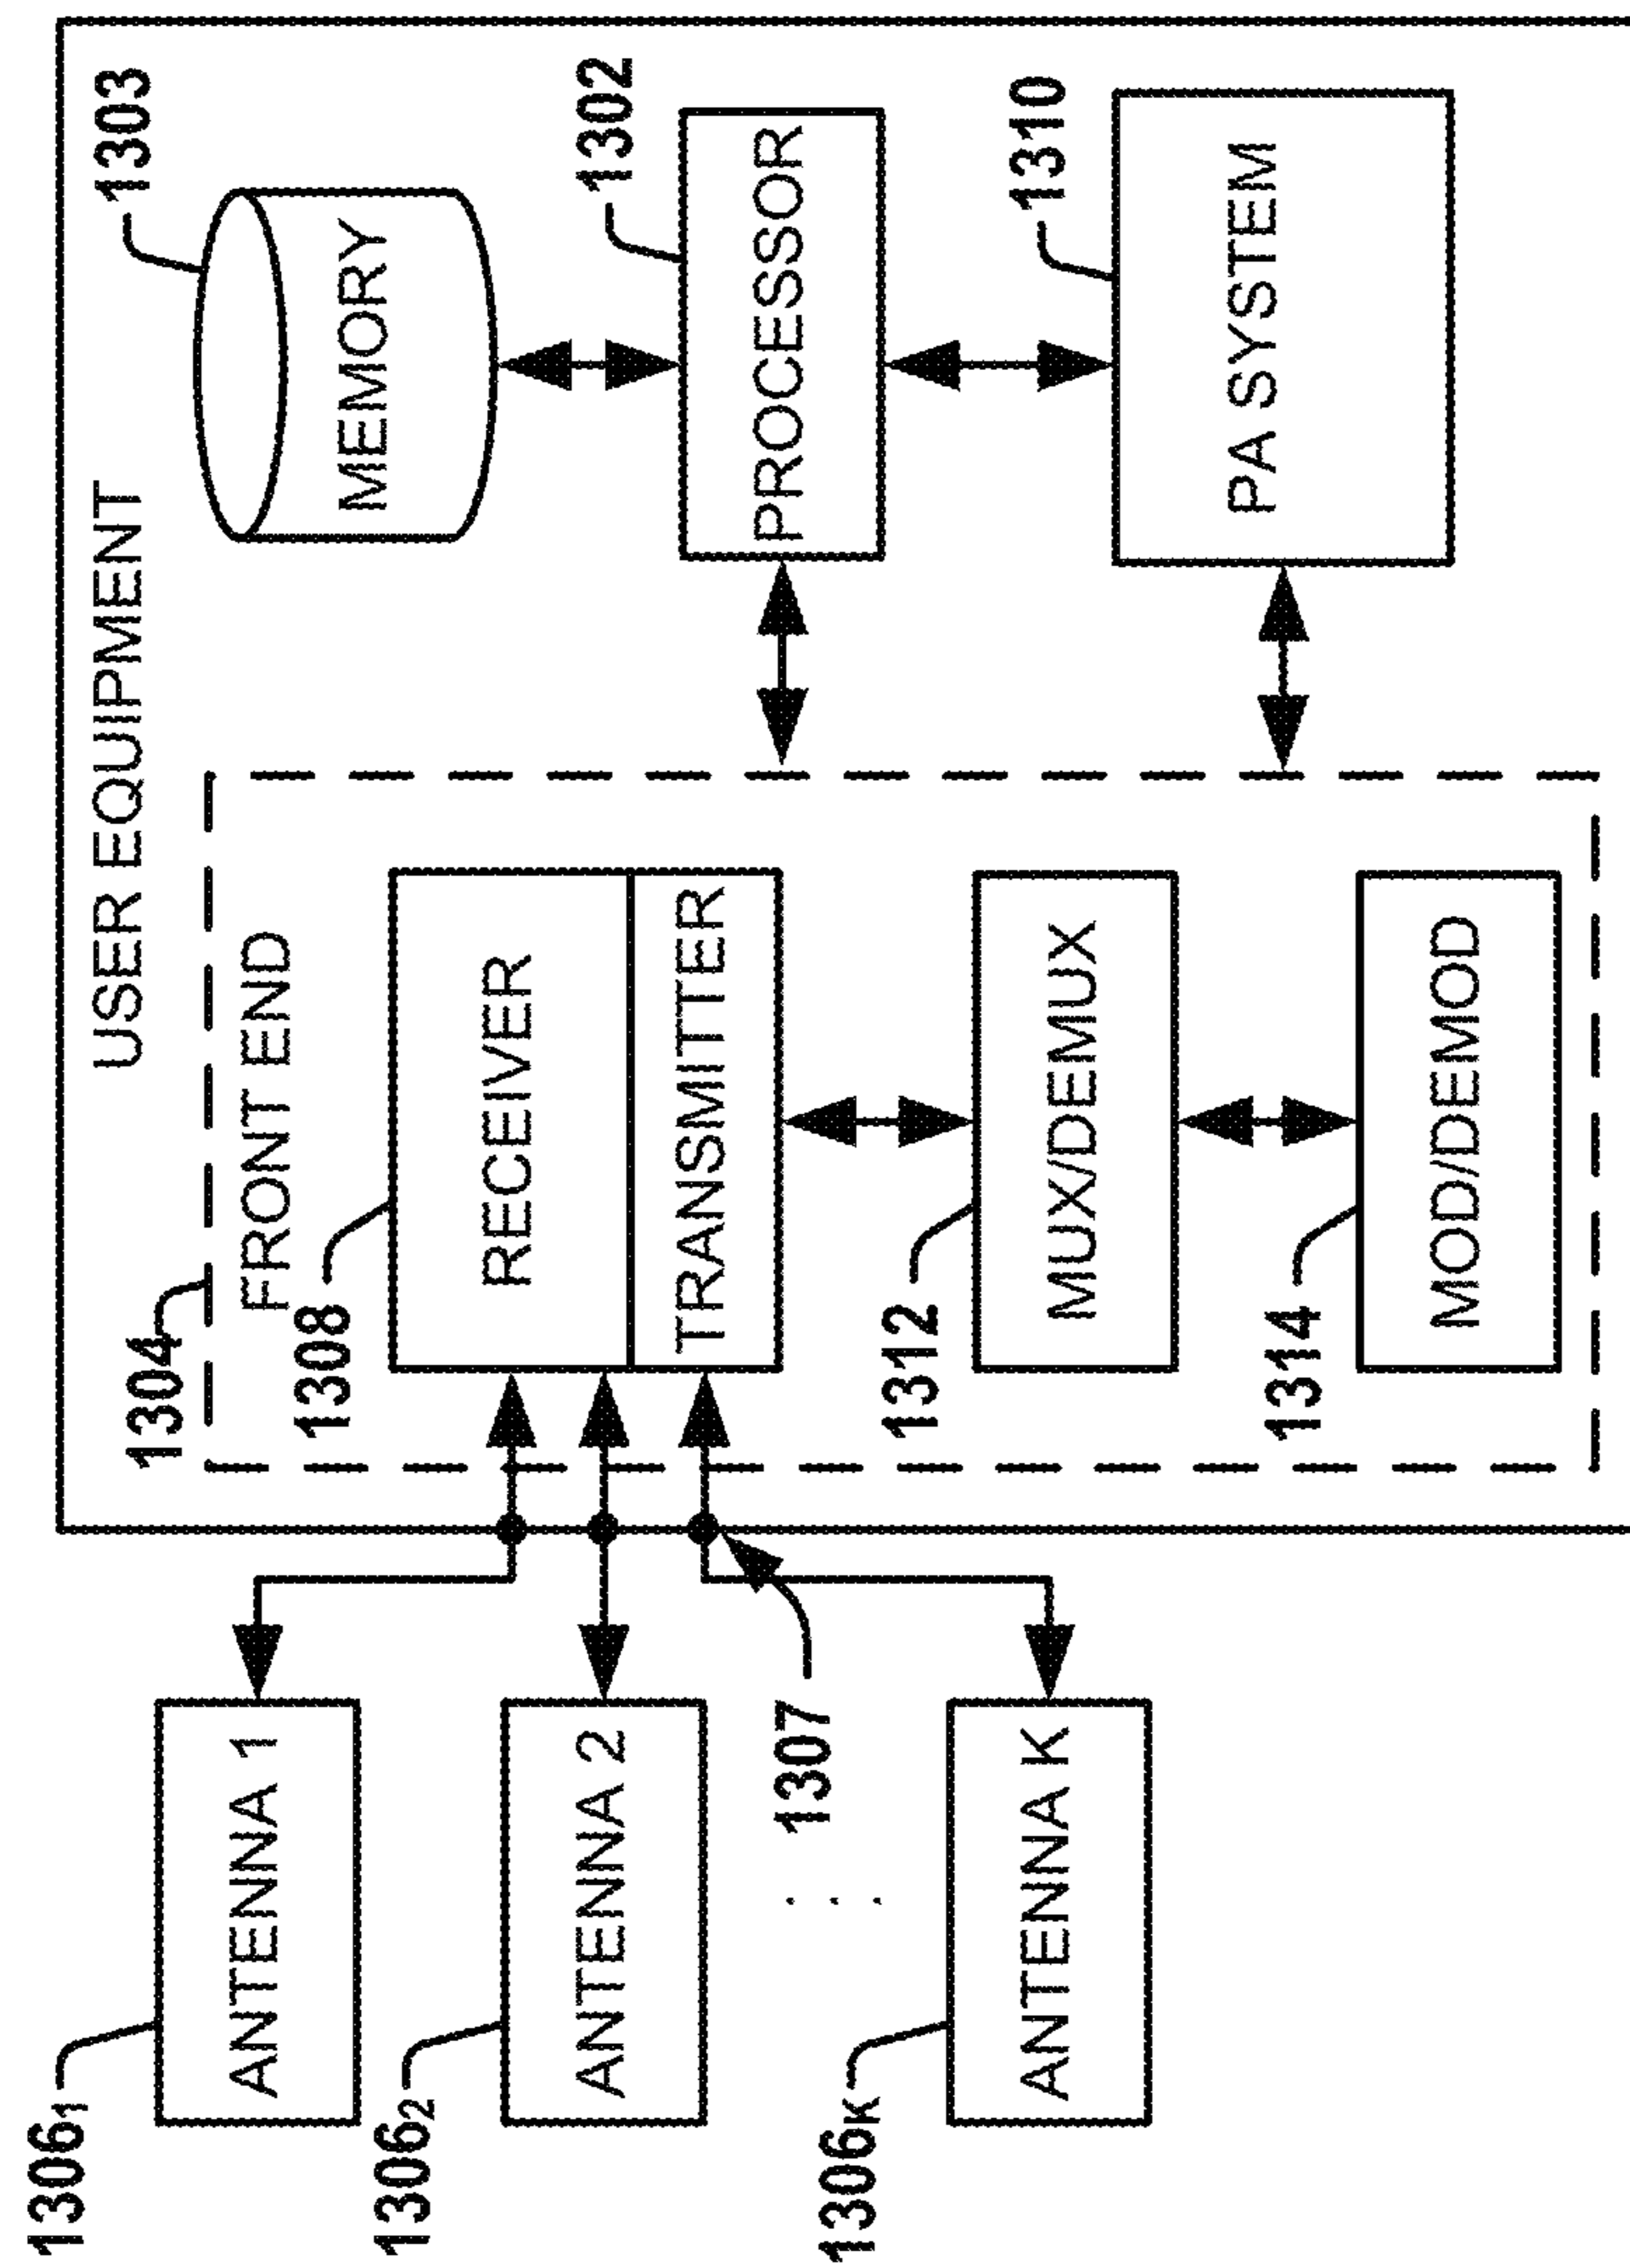 USER EQUIPMENT
1304
FRONT END
1303
MEMORY
1306₁
ANTENNA 1
1308
RECEIVER
TRANSMITTER
1302
PROCESSOR
1306₂
ANTENNA 2
1307
. . .
1312
MUX/DEMUX
1310
PA SYSTEM
1306K
ANTENNA K
1314
MOD/DEMOD